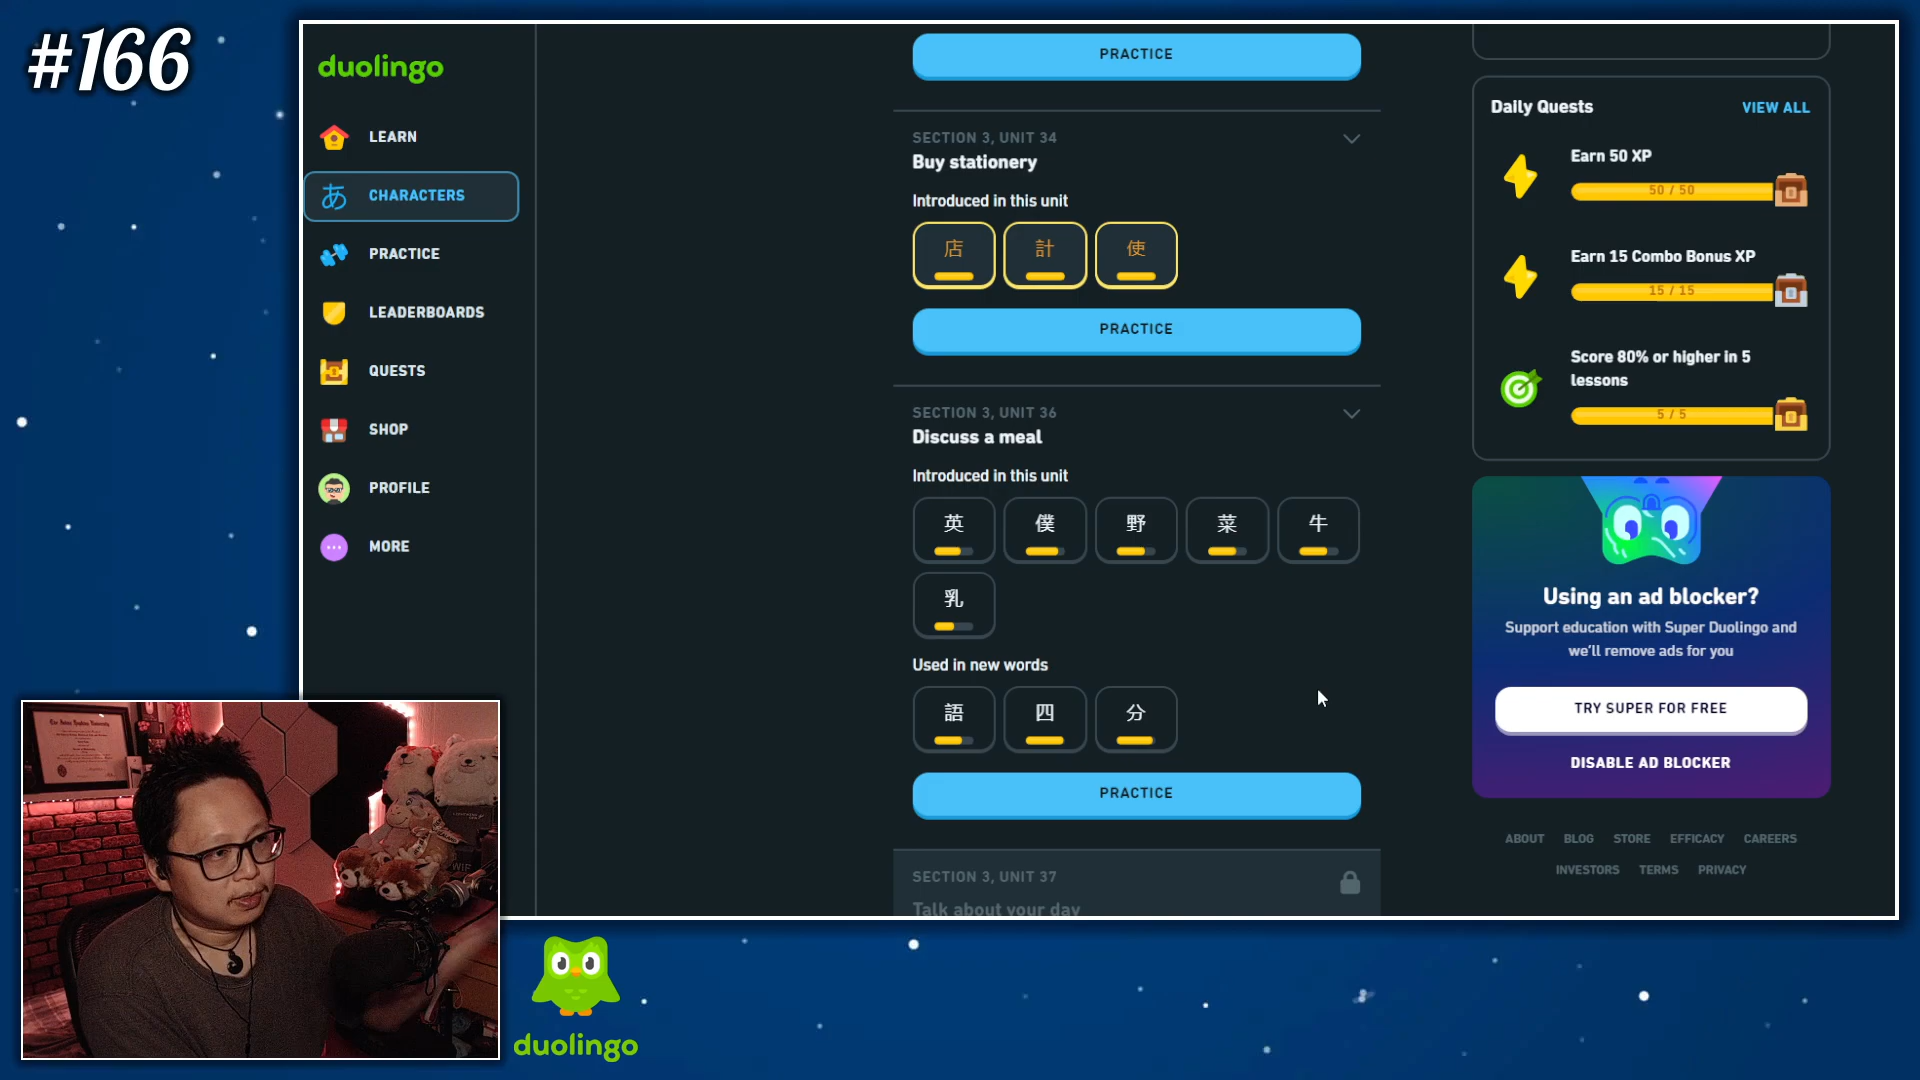 #166
duolingo
LEARN
あ CHARACTERS
PRACTICE
LEADERBOARDS
QUESTS
SHOP
PROFILE
MORE
PRACTICE
SECTION 3, UNIT 34
Buy stationery
Introduced in this unit
店 計 使
PRACTICE
SECTION 3, UNIT 36
Discuss a meal
Introduced in this unit
英 僕 野 菜 牛
乳
Used in new words
語 四 分
PRACTICE
SECTION 3, UNIT 37
Talk about your day
Daily Quests
VIEW ALL
Earn 50 XP
50 / 50
Earn 15 Combo Bonus XP
15 / 15
Score 80% or higher in 5
lessons
5 / 5
Using an ad blocker?
Support education with Super Duolingo and
we'll remove ads for you
TRY SUPER FOR FREE
DISABLE AD BLOCKER
ABOUT BLOG STORE EFFICACY CAREERS
INVESTORS TERMS PRIVACY
duolingo